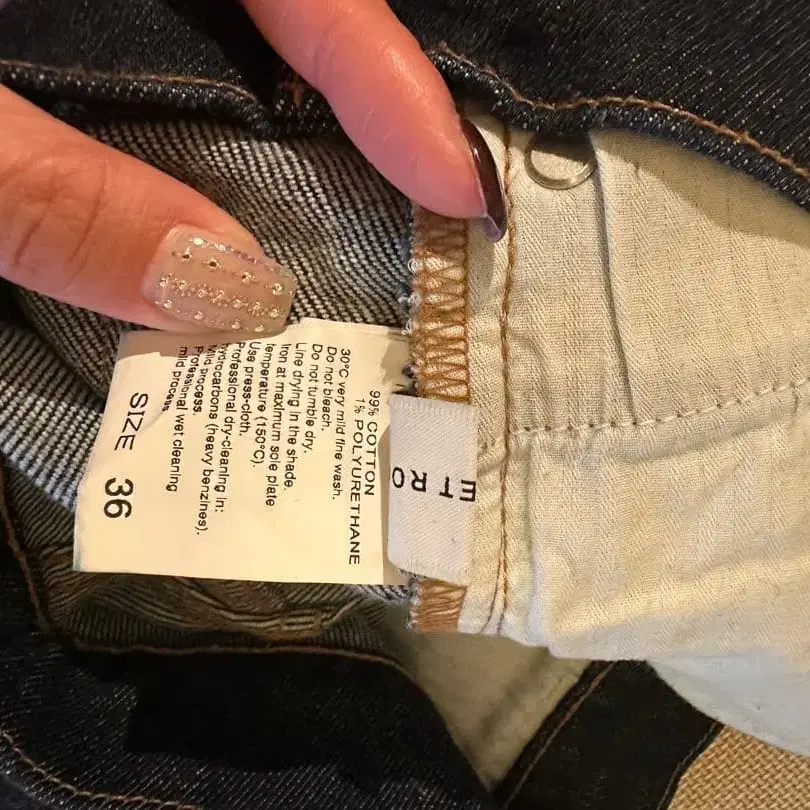 99% COTTON
1% POLYURETHANE
30°C very mild fine wash.
Do not bleach.
Do not tumble dry.
Line drying in the shade.
Iron at maximum sole plate
temperature (150°C).
Use press-cloth.
Professional dry-cleaning in:
hydrocarbons (heavy benzines).
Mild process.
Professional wet cleaning
mild process
SIZE 36
ETRO